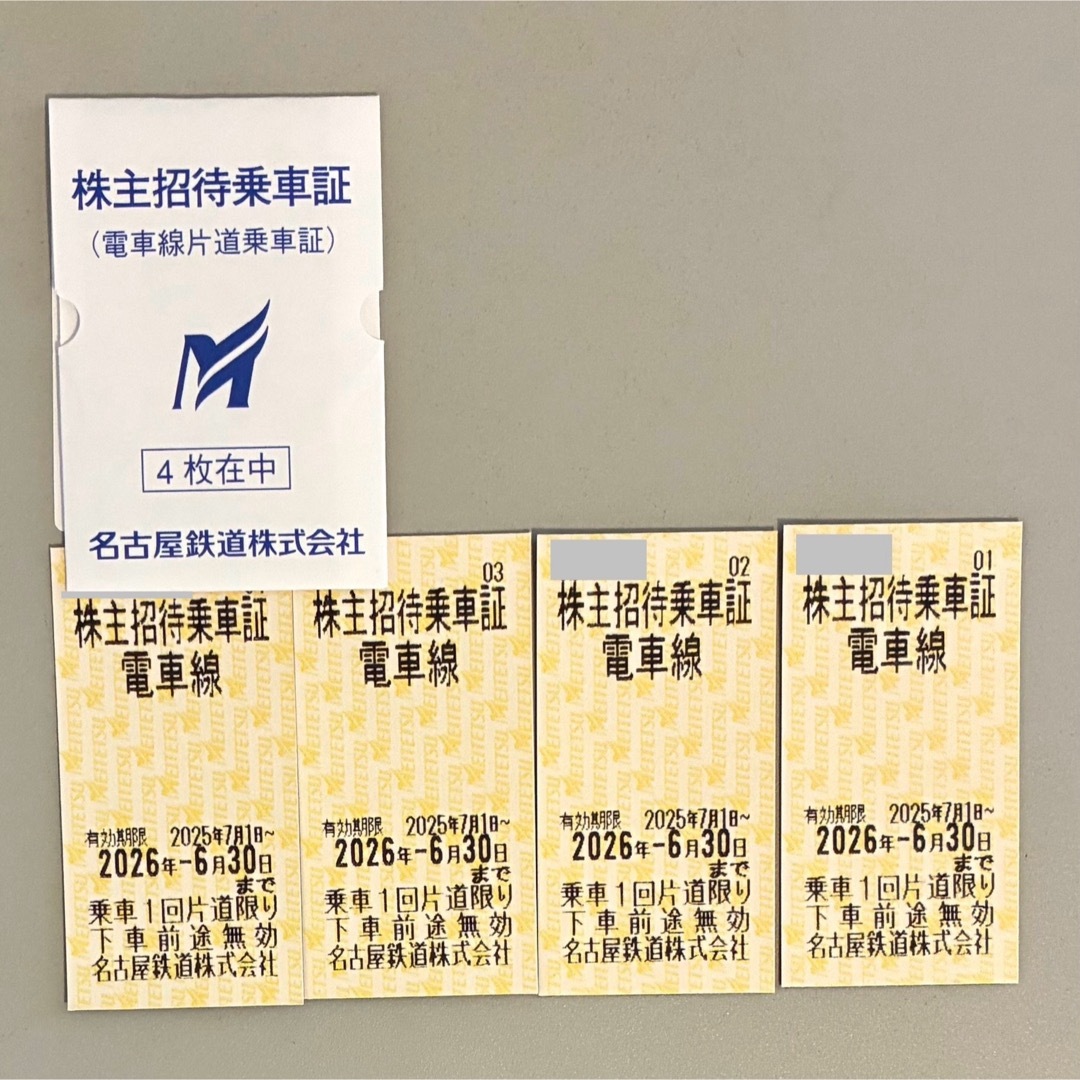 株主招待乗車証
（電車線片道乗車証）
4枚在中
名古屋鉄道株式会社
株主招待乗車証
電車線
有効期限 2025年7月1日~
2026年-6月30日
まで
乗車1回片道限り
下車前途無効
名古屋鉄道株式会社
03
株主招待乗車証
電車線
有効期限 2025年7月1日~
2026年-6月30日
まで
乗車1回片道限り
下車前途無効
名古屋鉄道株式会社
02
株主招待乗車証
電車線
有効期限 2025年7月1日~
2026年-6月30日
まで
乗車1回片道限り
下車前途無効
名古屋鉄道株式会社
01
株主招待乗車証
電車線
有効期限 2025年7月1日~
2026年-6月30日
まで
乗車1回片道限り
下車前途無効
名古屋鉄道株式会社